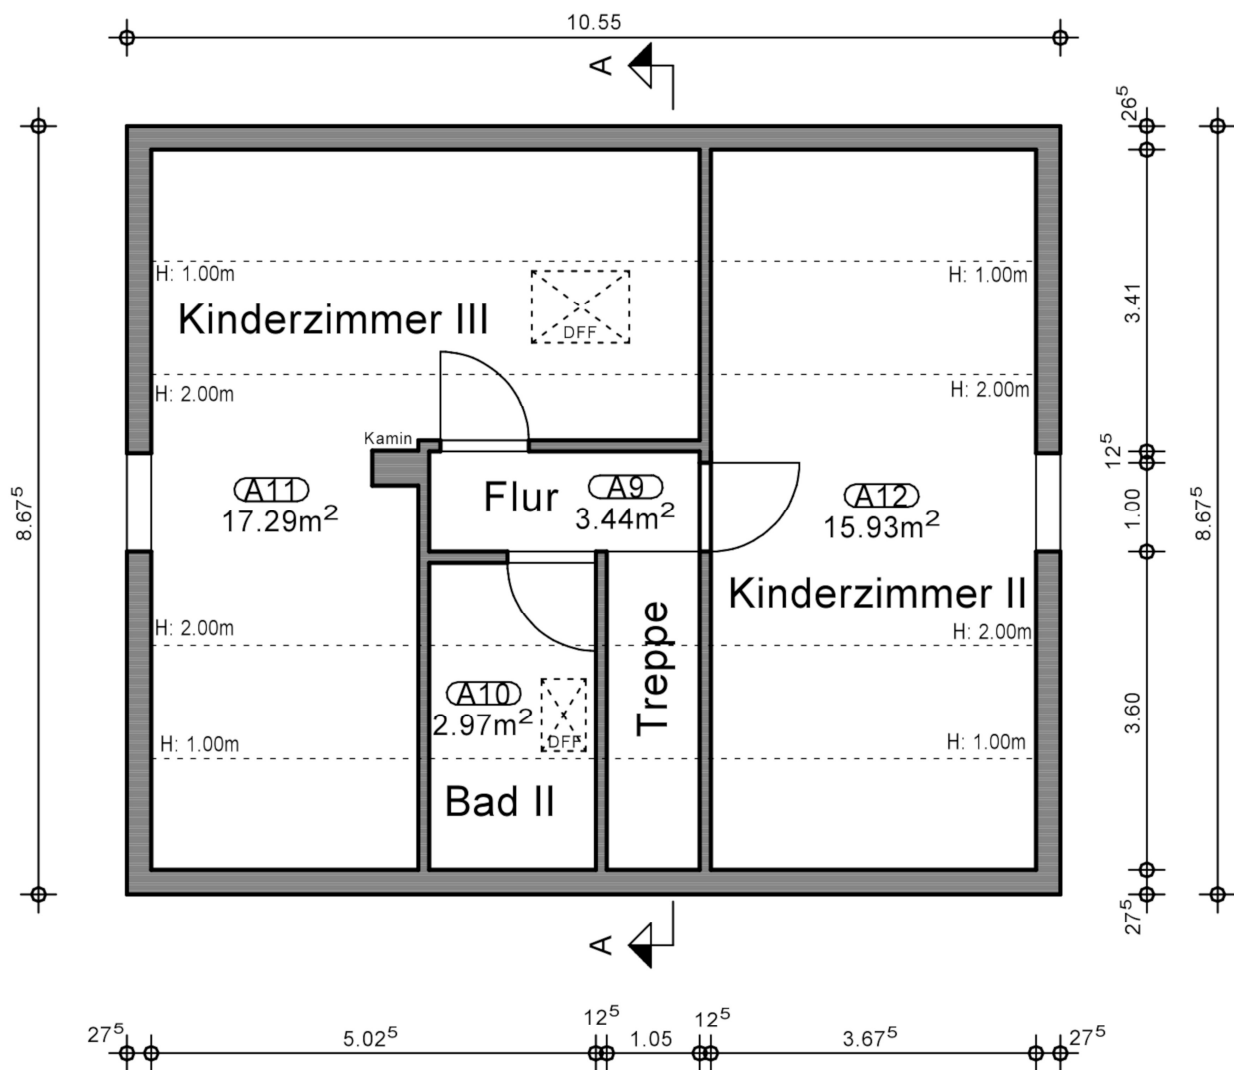 10.55
A
26⁵
H: 1.00m
H: 1.00m
Kinderzimmer III
DFF
3.41
H: 2.00m
H: 2.00m
Kamin
12⁵
8.67⁵
A11
17.29m²
Flur
A9
3.44m²
A12
15.93m²
1.00
8.67⁵
Kinderzimmer II
H: 2.00m
H: 2.00m
Treppe
A10
2.97m²
DFF
3.60
H: 1.00m
H: 1.00m
Bad II
27⁵
A
27⁵
5.02⁵
12⁵
1.05
12⁵
3.67⁵
27⁵